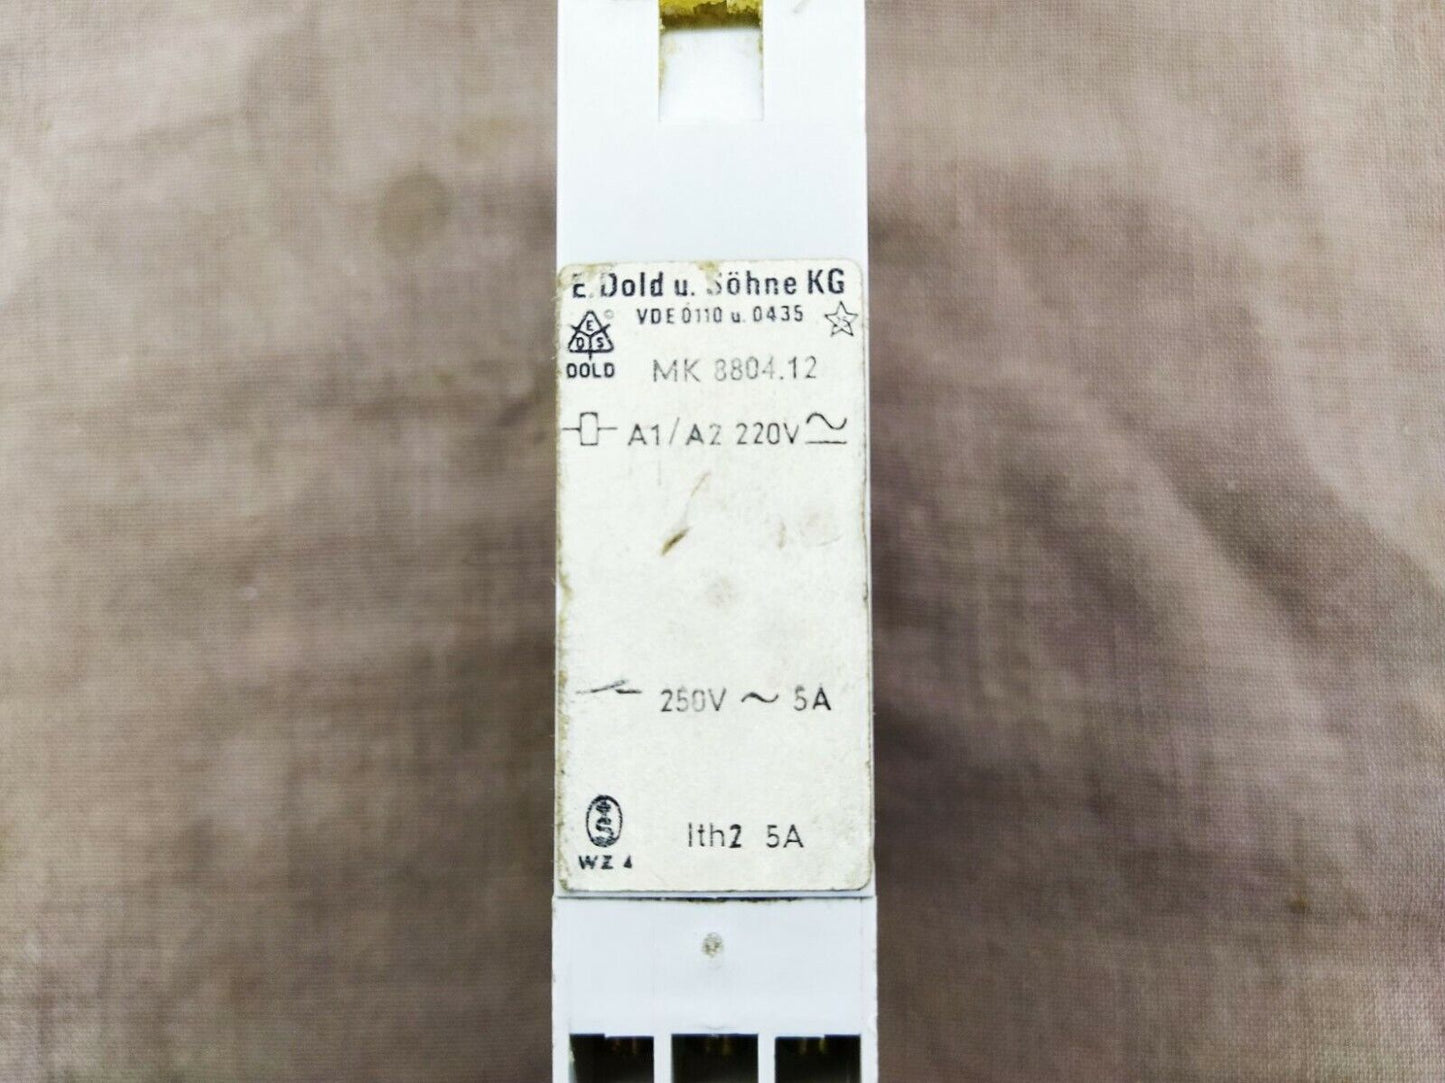 E. Dold u. Söhne KG
VDE 0110 u. 0435
E
D S
DOLD
MK 8804.12
A1/A2 220V ≂
250V ~ 5A
Ith2 5A
WZ 4